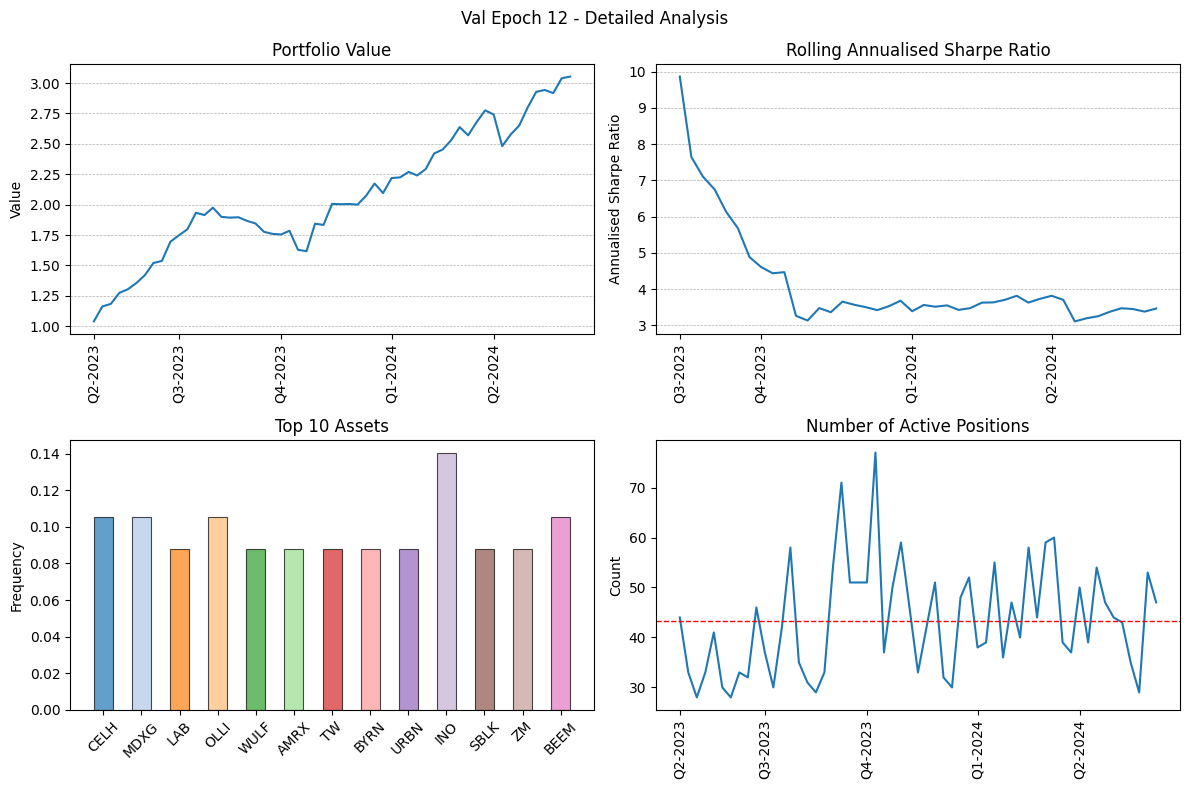 Val Epoch 12 - Detailed Analysis
Portfolio Value
Value
3.00
2.75
2.50
2.25
2.00
1.75
1.50
1.25
1.00
Q2-2023
Q3-2023
Q4-2023
Q1-2024
Q2-2024
Rolling Annualised Sharpe Ratio
Annualised Sharpe Ratio
10
9
8
7
6
5
4
3
Q3-2023
Q4-2023
Q1-2024
Q2-2024
Top 10 Assets
Frequency
0.14
0.12
0.10
0.08
0.06
0.04
0.02
0.00
CELH
MDXG
LAB
OLLI
WULF
AMRX
TW
BYRN
URBN
INO
SBLK
ZM
BEEM
Number of Active Positions
Count
70
60
50
40
30
Q2-2023
Q3-2023
Q4-2023
Q1-2024
Q2-2024